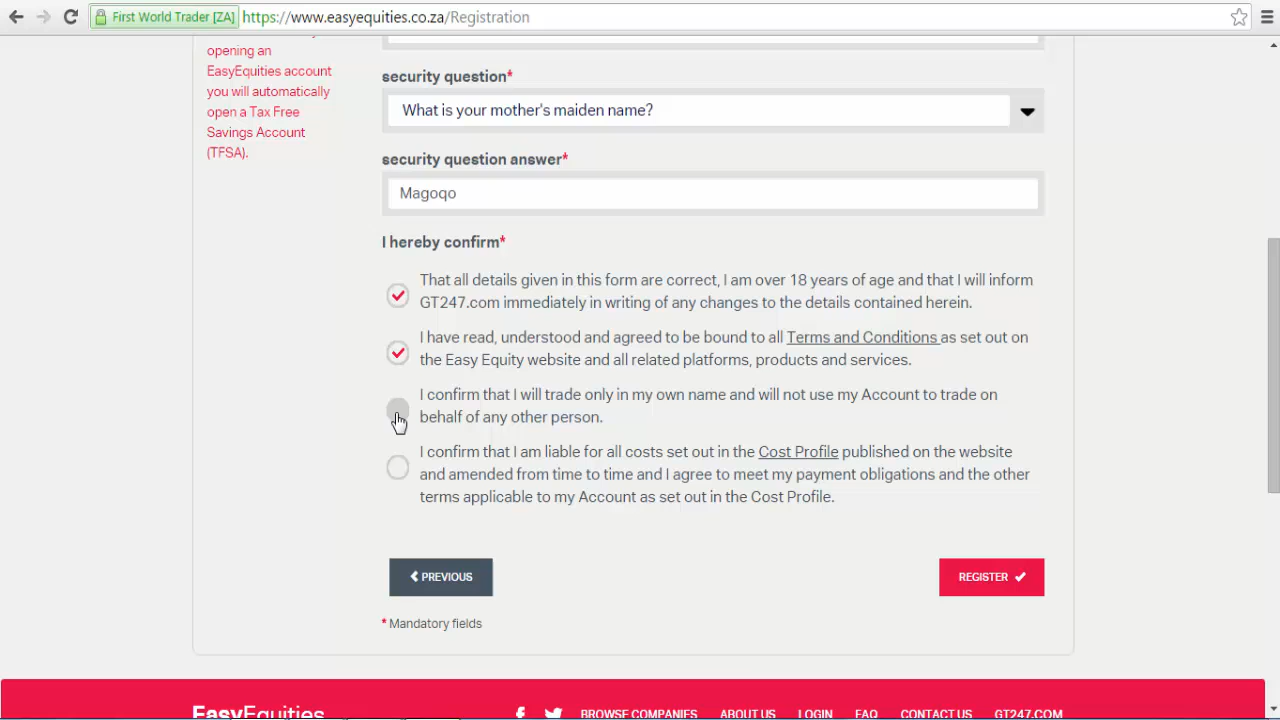 First World Trader [ZA]
https://www.easyequities.co.za/Registration
opening an
EasyEquities account
you will automatically
open a Tax Free
Savings Account
(TFSA).
security question*
What is your mother's maiden name?
security question answer*
Magoqo
I hereby confirm*
That all details given in this form are correct, I am over 18 years of age and that I will inform
GT247.com immediately in writing of any changes to the details contained herein.
I have read, understood and agreed to be bound to all Terms and Conditions as set out on
the Easy Equity website and all related platforms, products and services.
I confirm that I will trade only in my own name and will not use my Account to trade on
behalf of any other person.
I confirm that I am liable for all costs set out in the Cost Profile published on the website
and amended from time to time and I agree to meet my payment obligations and the other
terms applicable to my Account as set out in the Cost Profile.
PREVIOUS
REGISTER
* Mandatory fields
EasyEquities
BROWSE COMPANIES ABOUT US LOGIN FAQ CONTACT US GT247.COM